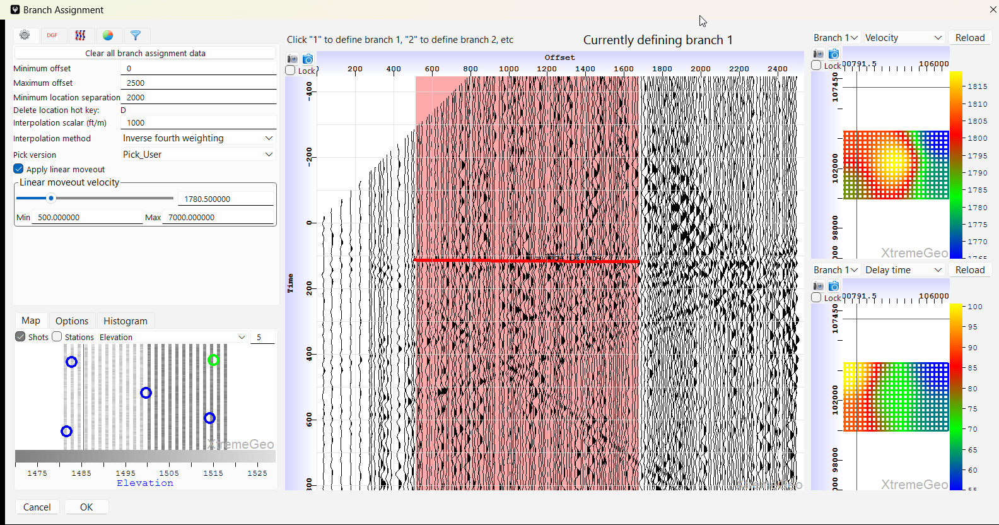 Branch Assignment
DGF
Clear all branch assignment data
Minimum offset 0
Maximum offset 2500
Minimum location separation 2000
Delete location hot key: D
Interpolation scalar (ft/m) 1000
Interpolation method Inverse fourth weighting
Pick version Pick_User
Apply linear moveout
Linear moveout velocity
1780.500000
Min 500.000000 Max 7000.000000
Map Options Histogram
Shots Stations Elevation 5
XtremeGeo
1475 1485 1495 1505 1515 1525
Elevation
Cancel OK
Click "1" to define branch 1, "2" to define branch 2, etc
Currently defining branch 1
Offset
Lock
200 400 600 800 1000 1200 1400 1600 1800 2000 2200 2400
Time
-400
-200
0
200
400
600
XtremeGeo
Branch 1 Velocity Reload
Lock
00791.5 106000
107450
102000
98000
1815
1810
1805
1800
1795
1790
1785
1780
1775
1770
1765
XtremeGeo
Branch 1 Delay time Reload
Lock
00791.5 106000
107450
102000
98000
100
95
90
85
80
75
70
65
60
55
XtremeGeo